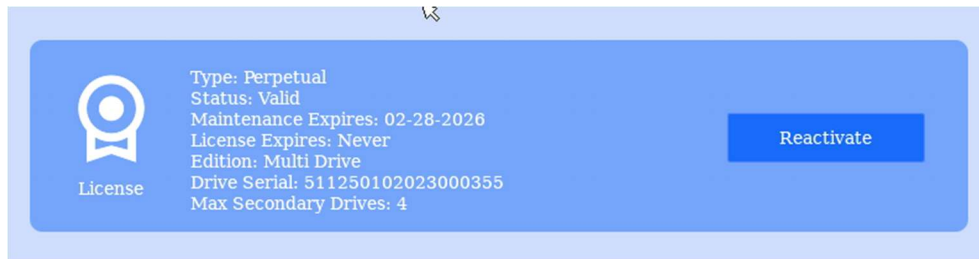 Type: Perpetual
Status: Valid
Maintenance Expires: 02-28-2026
License Expires: Never
Edition: Multi Drive
Drive Serial: 511250102023000355
Max Secondary Drives: 4
License
Reactivate